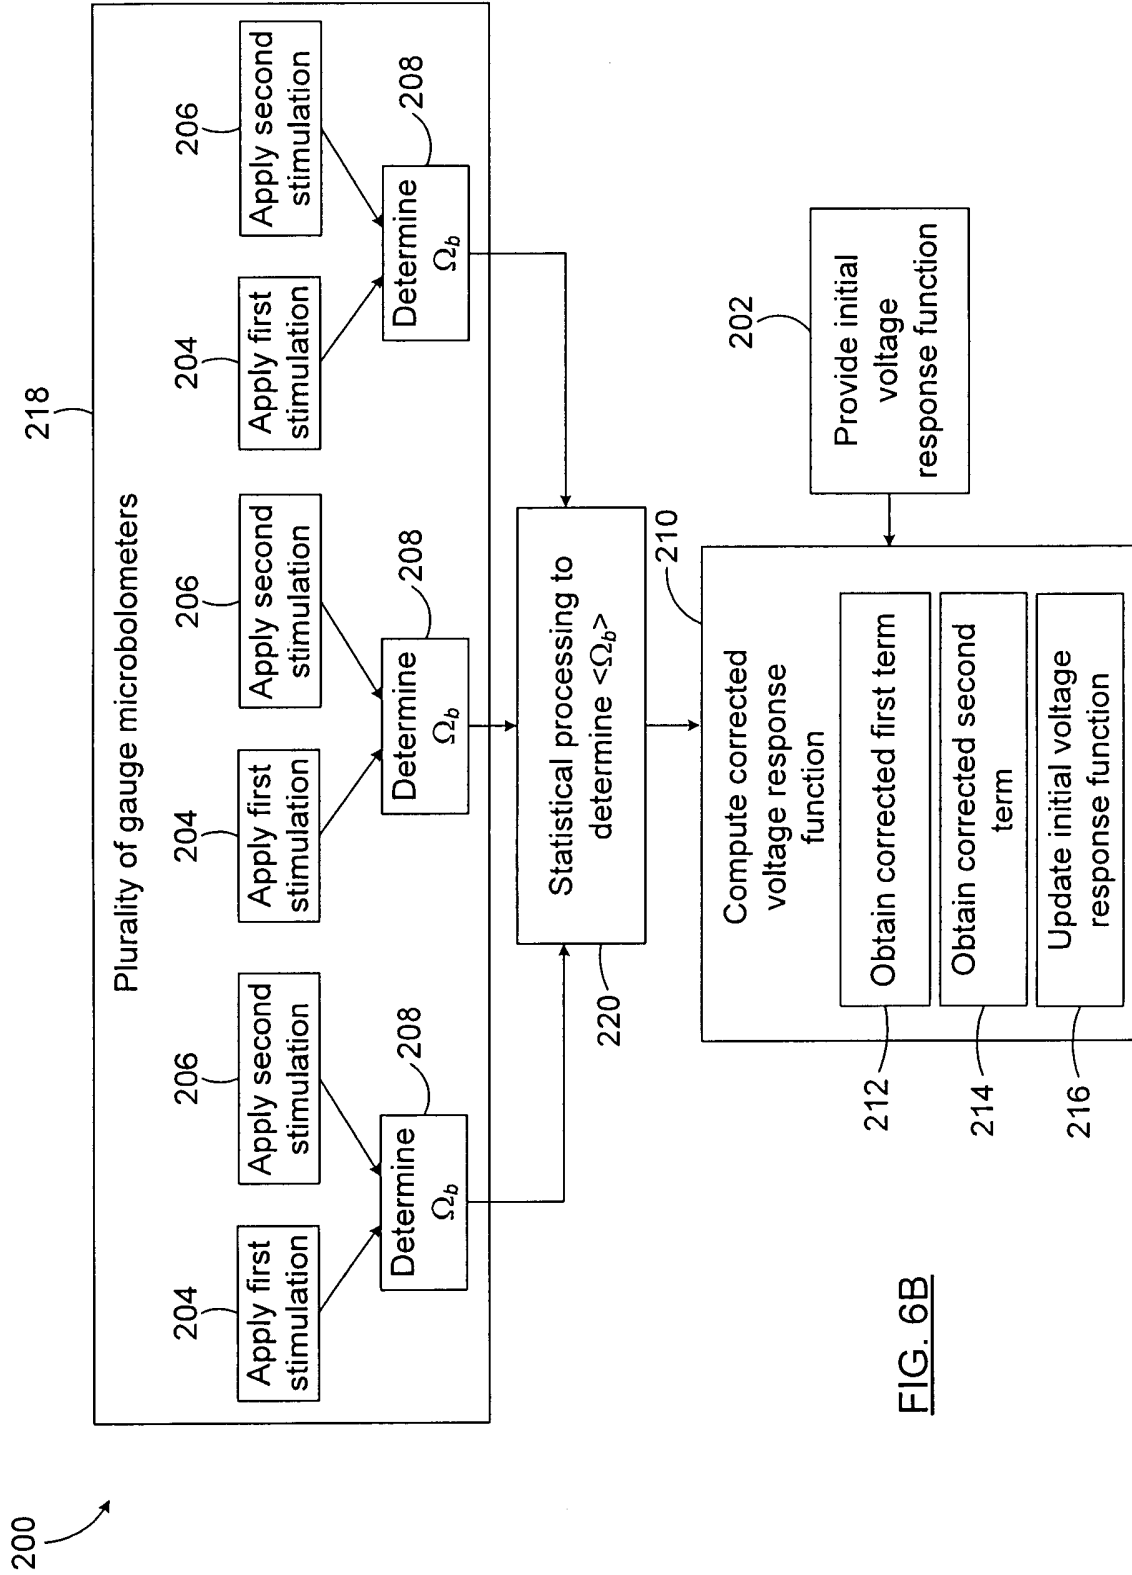 200
218
Plurality of gauge microbolometers
204
206
204
206
204
206
Apply first
stimulation
Apply second
stimulation
Apply first
stimulation
Apply second
stimulation
Apply first
stimulation
Apply second
stimulation
208
208
208
Determine
Ω_b
Determine
Ω_b
Determine
Ω_b
Statistical processing to
determine <Ω_b>
220
210
202
Compute corrected
voltage response
function
Provide initial
voltage
response function
212
Obtain corrected first term
214
Obtain corrected second
term
216
Update initial voltage
response function
FIG. 6B